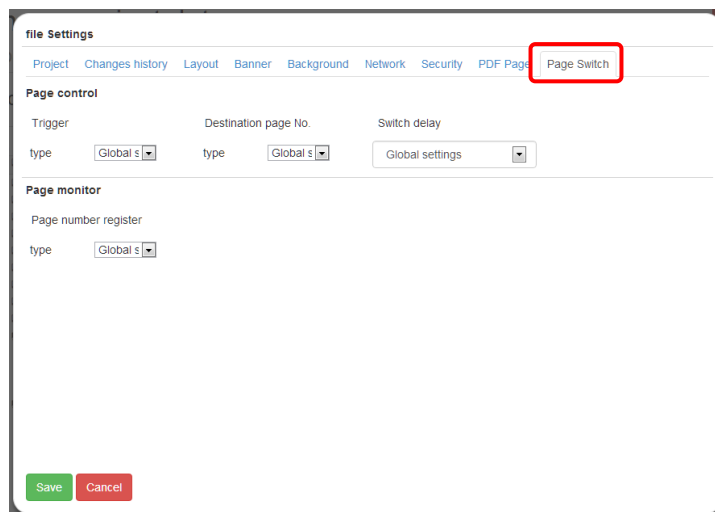 file Settings
Project Changes history Layout Banner Background Network Security PDF Page Page Switch
Page control
Trigger Destination page No. Switch delay
type Global s type Global s Global settings
Page monitor
Page number register
type Global s
Save Cancel